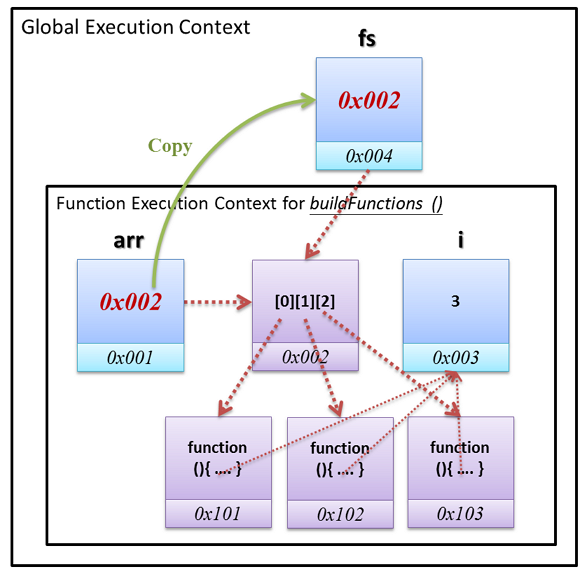 Global Execution Context
fs
0x002
0x004
Copy
Function Execution Context for buildFunctions ()
arr
i
0x002
[0][1][2]
3
0x001
0x002
0x003
function
(){ .... }
function
(){ .... }
function
(){ .... }
0x101
0x102
0x103